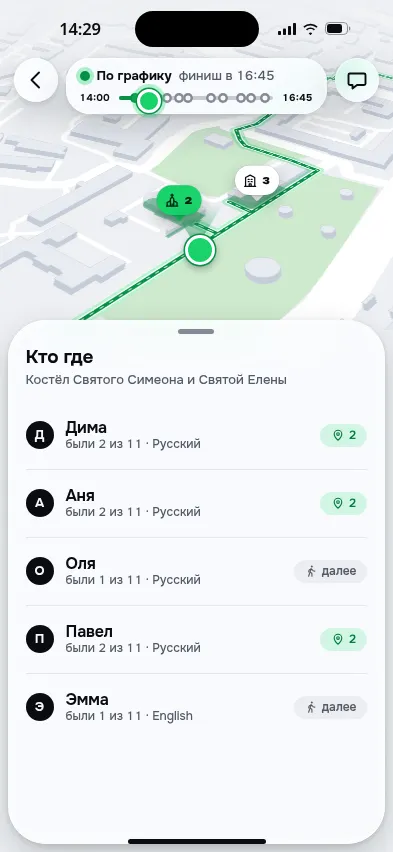 14:29
По графику финиш в 16:45
14:00 16:45
3
2
Кто где
Костёл Святого Симеона и Святой Елены
Д Дима 2
были 2 из 11 · Русский
А Аня 2
были 2 из 11 · Русский
О Оля далее
были 1 из 11 · Русский
П Павел 2
были 2 из 11 · Русский
Э Эмма далее
были 1 из 11 · English